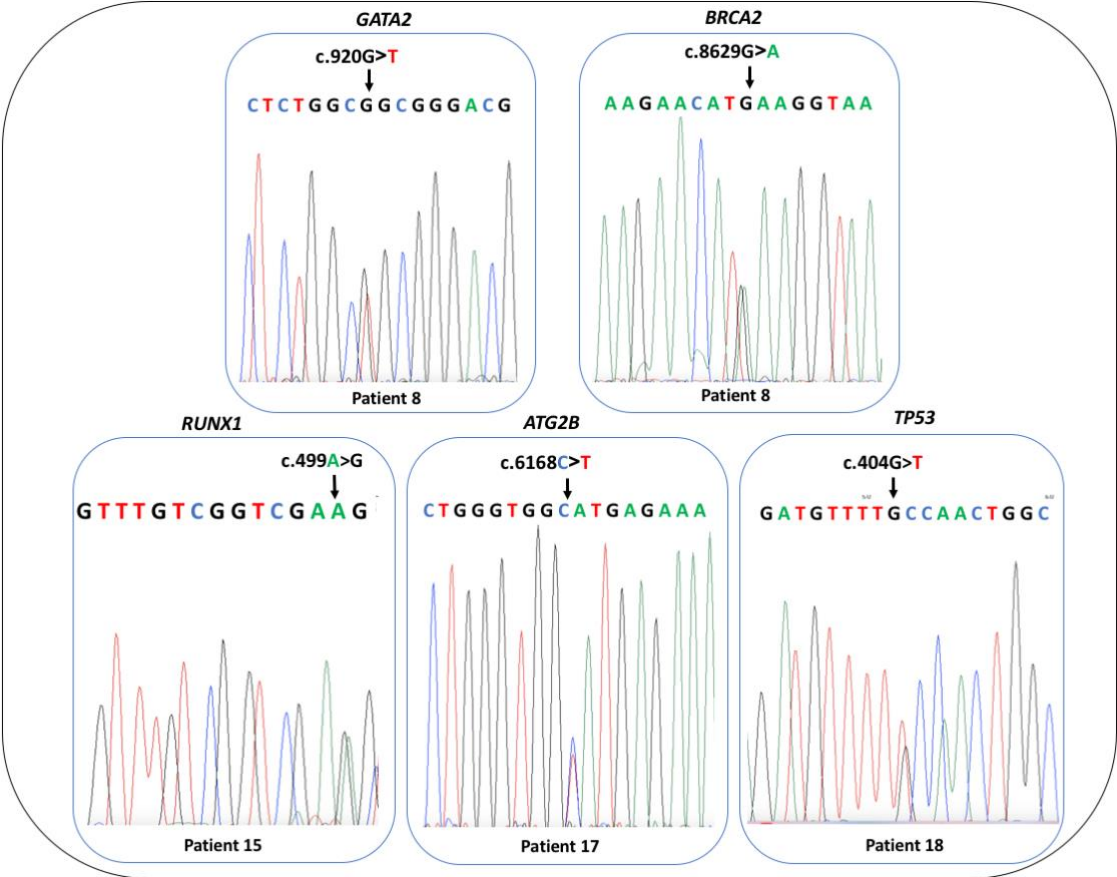 GATA2
c.920G>T
CTCTGGCGGCGGGACG
Patient 8
BRCA2
c.8629G>A
AAGAACATGAAGGTAA
Patient 8
RUNX1
c.499A>G
GTTTGTCGGTCGAAG
Patient 15
ATG2B
c.6168C>T
CTGGGTGGCATGAGAAA
Patient 17
TP53
c.404G>T
GATGTTTTGCCAACTGGC
Patient 18